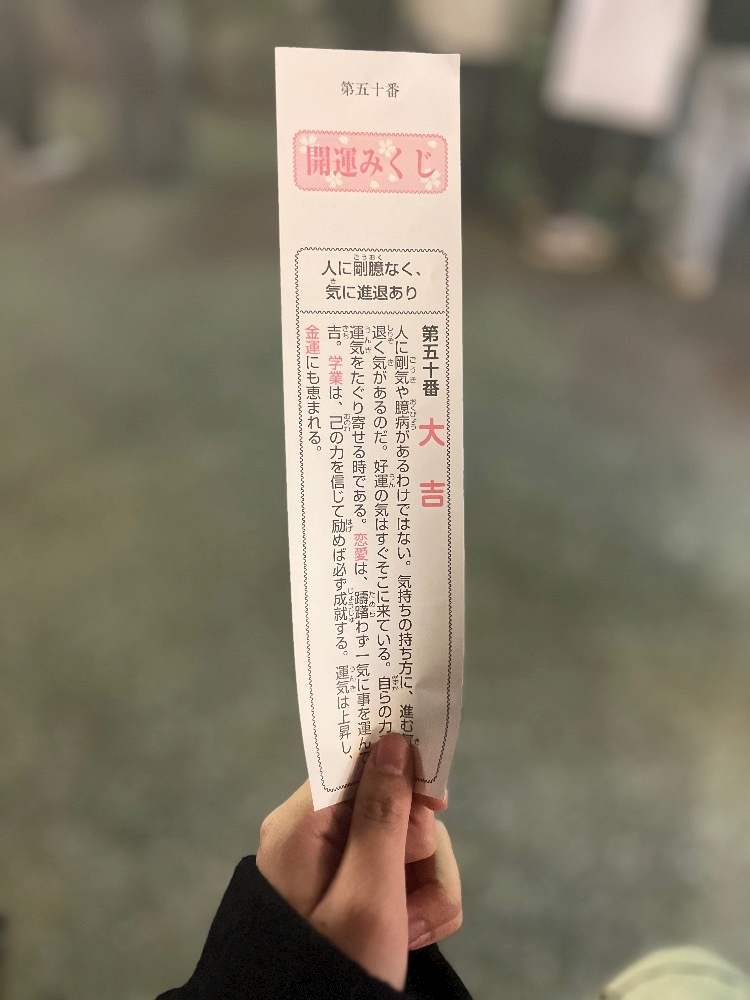 第五十番
開運みくじ
人に剛臆なく、
気に進退あり
第五十番 大吉
人に剛気や臆病があるわけではない。気持ちの持ち方に、進む気
退く気があるのだ。好運の気はすぐそこに来ている。自らの力
運気をたぐり寄せる時である。恋愛は、躊躇わず一気に事を運んで
吉。学業は、己の力を信じて励めば必ず成就する。運気は上昇し、
金運にも恵まれる。